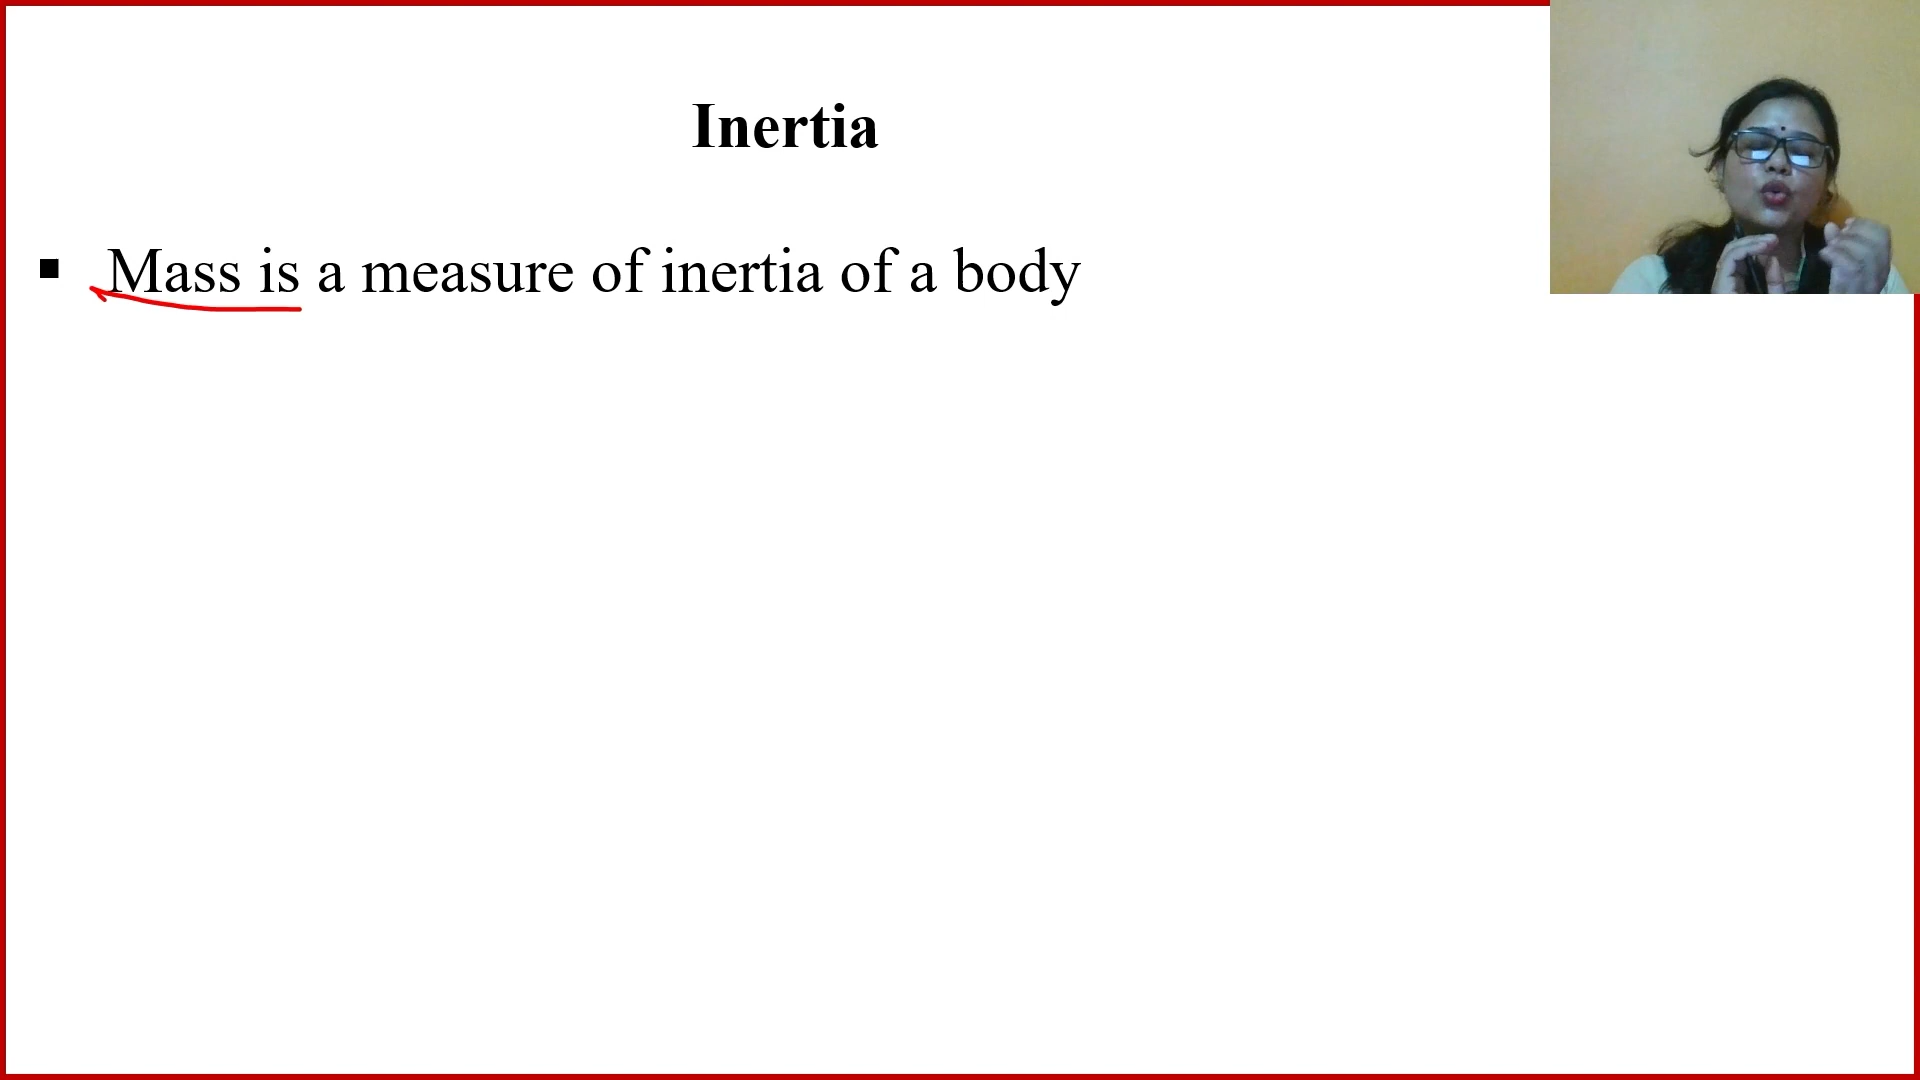 Inertia
▪ Mass is a measure of inertia of a body